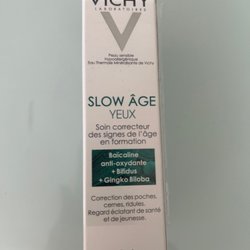 VICHY
LABORATOIRES
Peau sensible
Hypoallergénique
Eau Thermale Minéralisante de Vichy
SLOW ÂGE
YEUX
Soin correcteur
des signes de l'âge
en formation
Baicaline
anti-oxydante
+ Bifidus
+ Gingko Biloba
Correction des poches,
cernes, ridules.
Regard éclatant de santé
et de jeunesse.